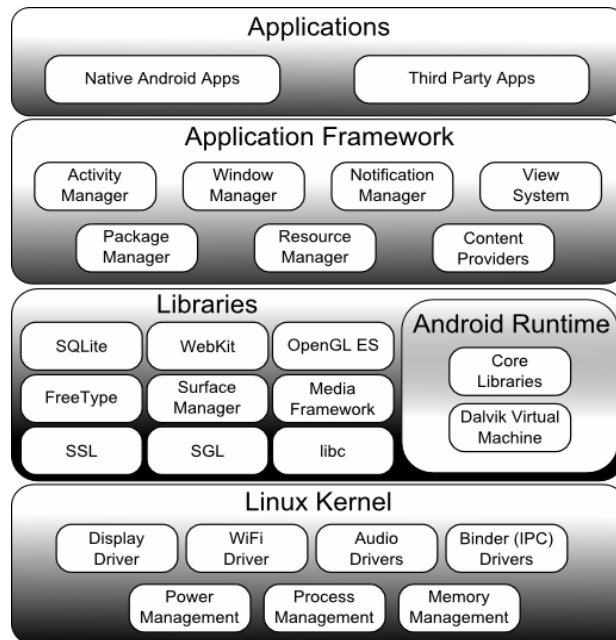 Applications
Native Android Apps
Third Party Apps
Application Framework
Activity
Manager
Window
Manager
Notification
Manager
View
System
Package
Manager
Resource
Manager
Content
Providers
Libraries
SQLite
WebKit
OpenGL ES
FreeType
Surface
Manager
Media
Framework
SSL
SGL
libc
Android Runtime
Core
Libraries
Dalvik Virtual
Machine
Linux Kernel
Display
Driver
WiFi
Driver
Audio
Drivers
Binder (IPC)
Drivers
Power
Management
Process
Management
Memory
Management